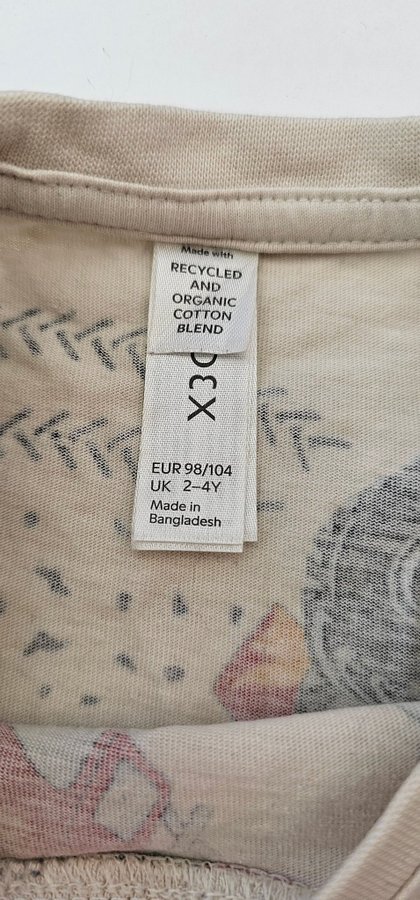 Made with
RECYCLED
AND
ORGANIC
COTTON
BLEND
EUR 98/104
UK 2–4Y
Made in
Bangladesh